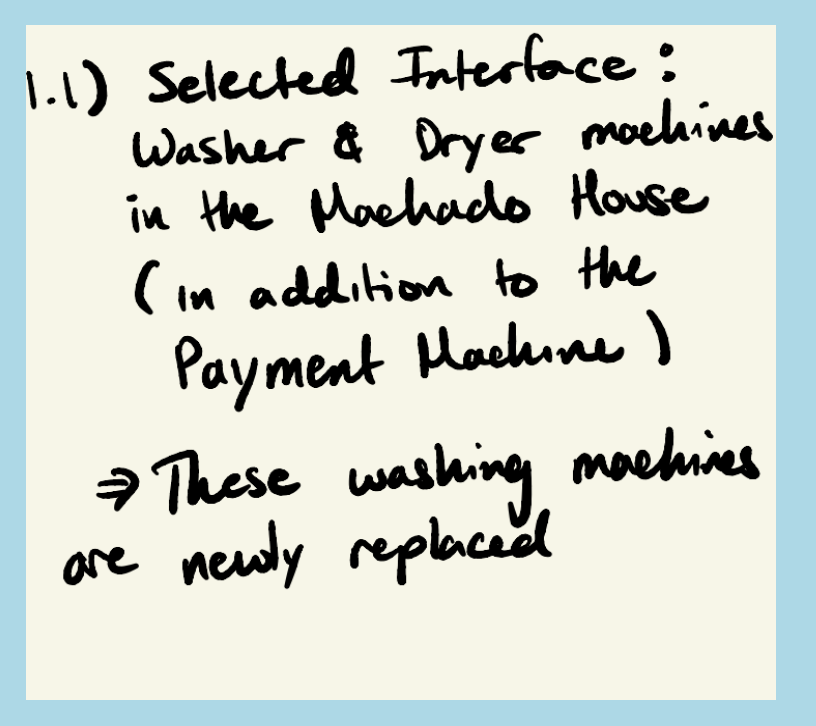 1.1) Selected Interface:
Washer & Dryer machines
in the Machado House
(in addition to the
Payment Machine)
⇒ These washing machines
are newly replaced